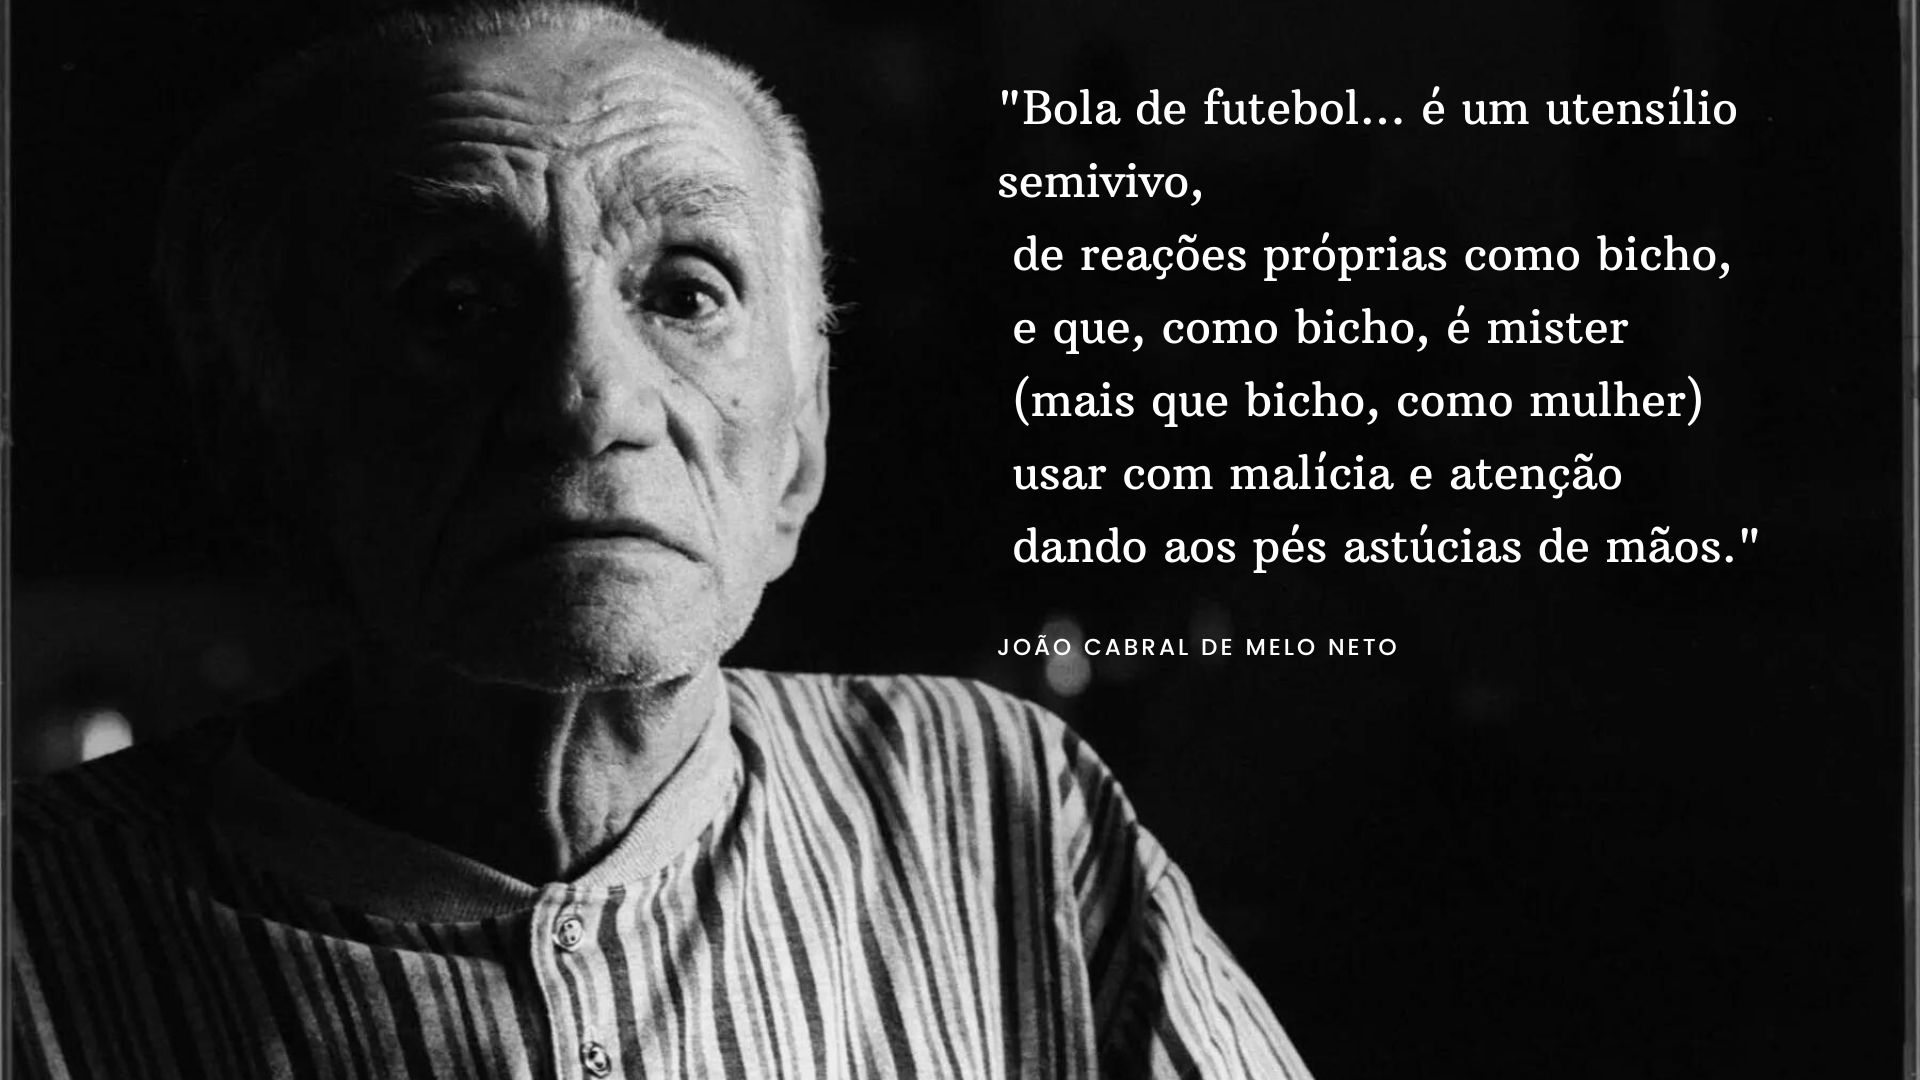 "Bola de futebol... é um utensílio
semivivo,
de reações próprias como bicho,
e que, como bicho, é mister
(mais que bicho, como mulher)
usar com malícia e atenção
dando aos pés astúcias de mãos."
JOÃO CABRAL DE MELO NETO